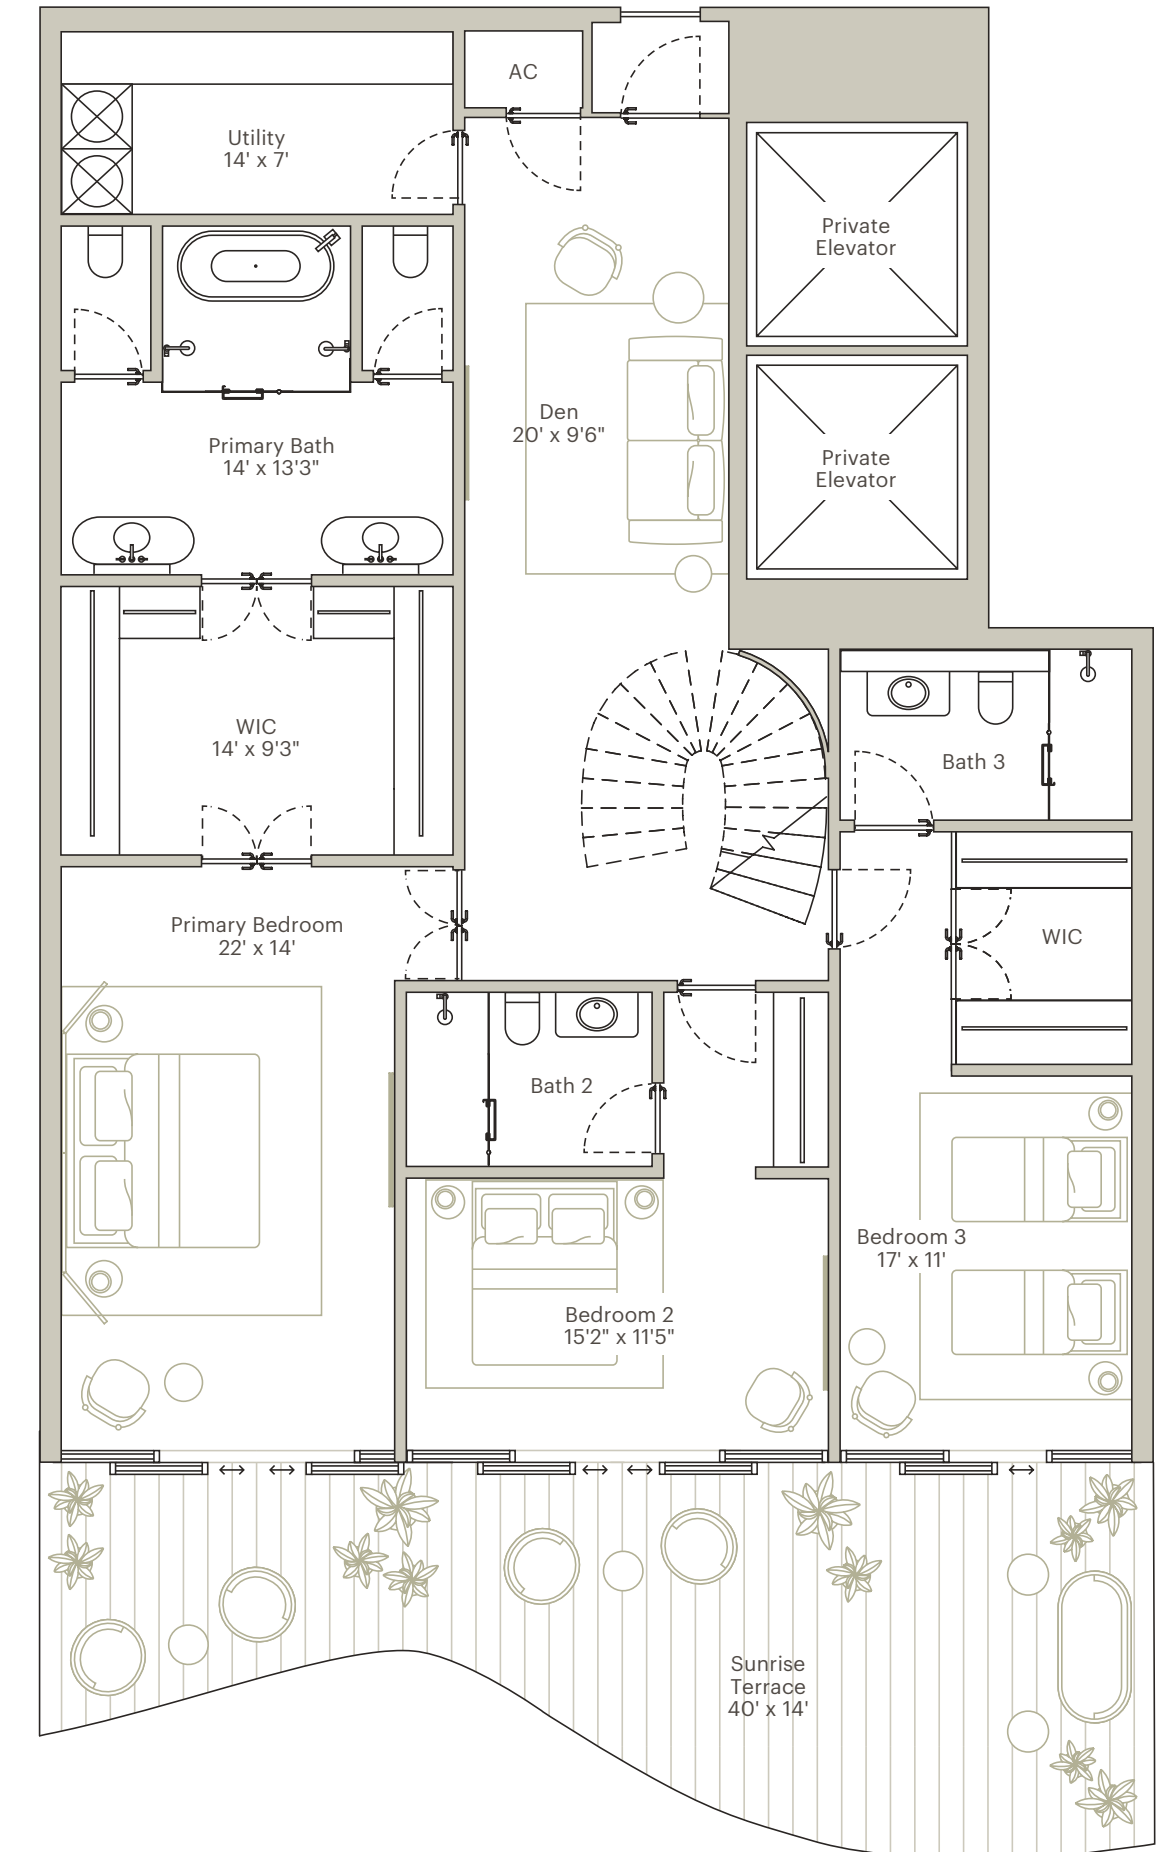 AC
Utility
14' x 7'
Private
Elevator
Den
20' x 9'6"
Primary Bath
14' x 13'3"
Private
Elevator
WIC
14' x 9'3"
Bath 3
Primary Bedroom
22' x 14'
WIC
Bath 2
Bedroom 3
17' x 11'
Bedroom 2
15'2" x 11'5"
Sunrise
Terrace
40' x 14'